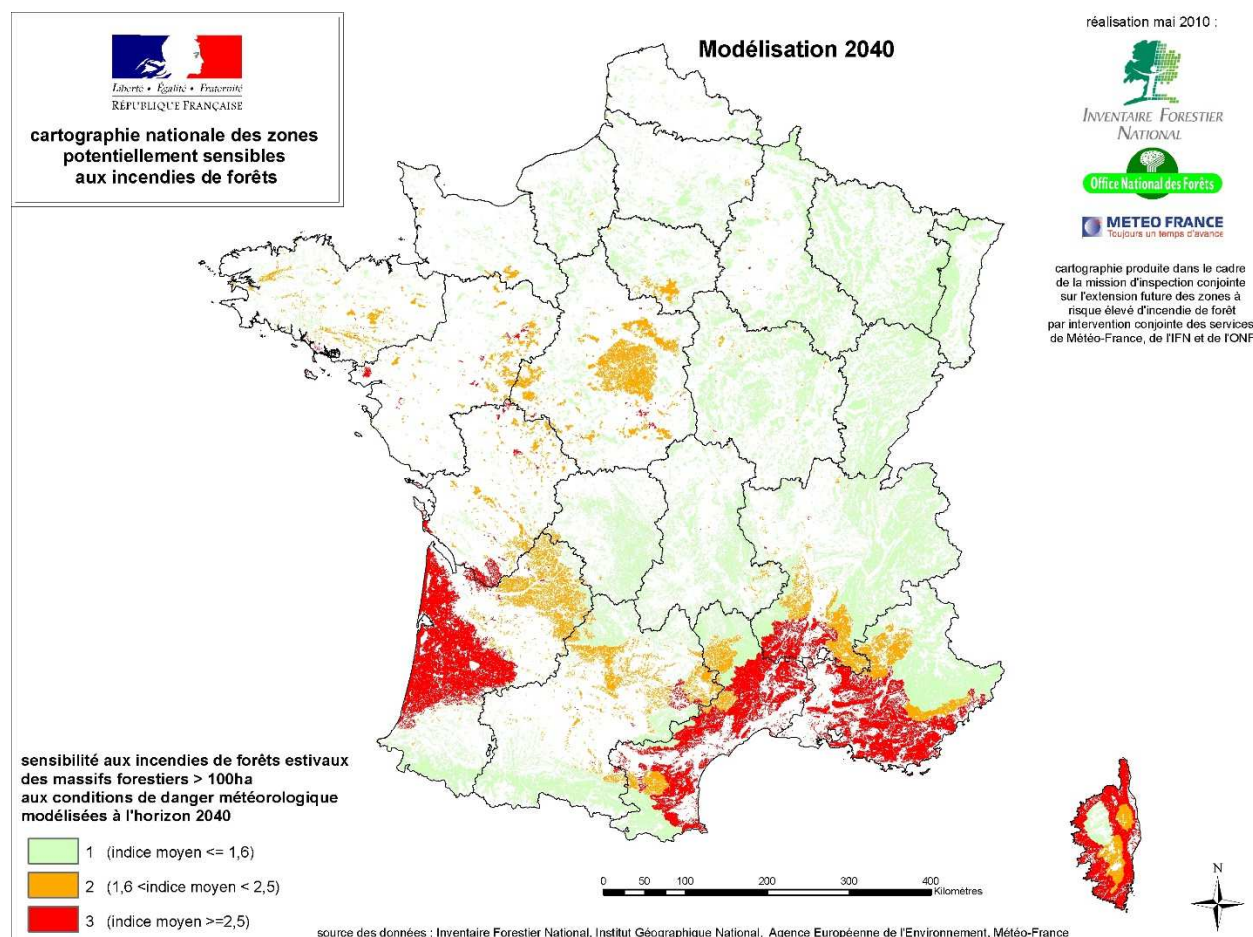 Liberté • Égalité • Fraternité
RÉPUBLIQUE FRANÇAISE
cartographie nationale des zones
potentiellement sensibles
aux incendies de forêts
Modélisation 2040
réalisation mai 2010 :
INVENTAIRE FORESTIER
NATIONAL
Office National des Forêts
METEO FRANCE
Toujours un temps d'avance
cartographie produite dans le cadre
de la mission d'inspection conjointe
sur l'extension future des zones à
risque élevé d'incendie de forêt
par intervention conjointe des services
de Météo-France, de l'IFN et de l'ONF
sensibilité aux incendies de forêts estivaux
des massifs forestiers > 100ha
aux conditions de danger météorologique
modélisées à l'horizon 2040
1 (indice moyen <= 1,6)
2 (1,6 <indice moyen < 2,5)
3 (indice moyen >=2,5)
0 50 100 200 300 400
Kilomètres
N
source des données : Inventaire Forestier National, Institut Géographique National, Agence Européenne de l'Environnement, Météo-France